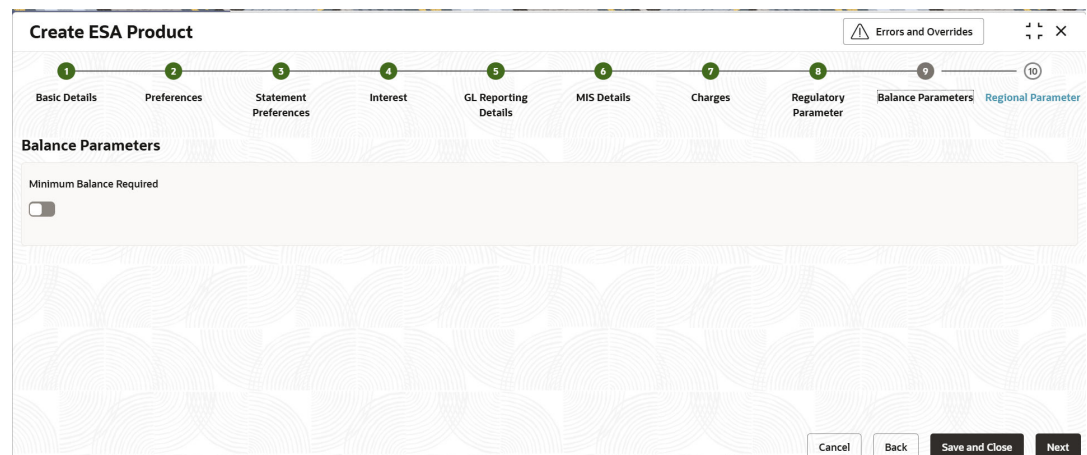 Create ESA Product
Errors and Overrides
1 2 3 4 5 6 7 8 9 10
Basic Details Preferences Statement Preferences Interest GL Reporting Details MIS Details Charges Regulatory Parameter Balance Parameters Regional Parameter
Balance Parameters
Minimum Balance Required
Cancel Back Save and Close Next